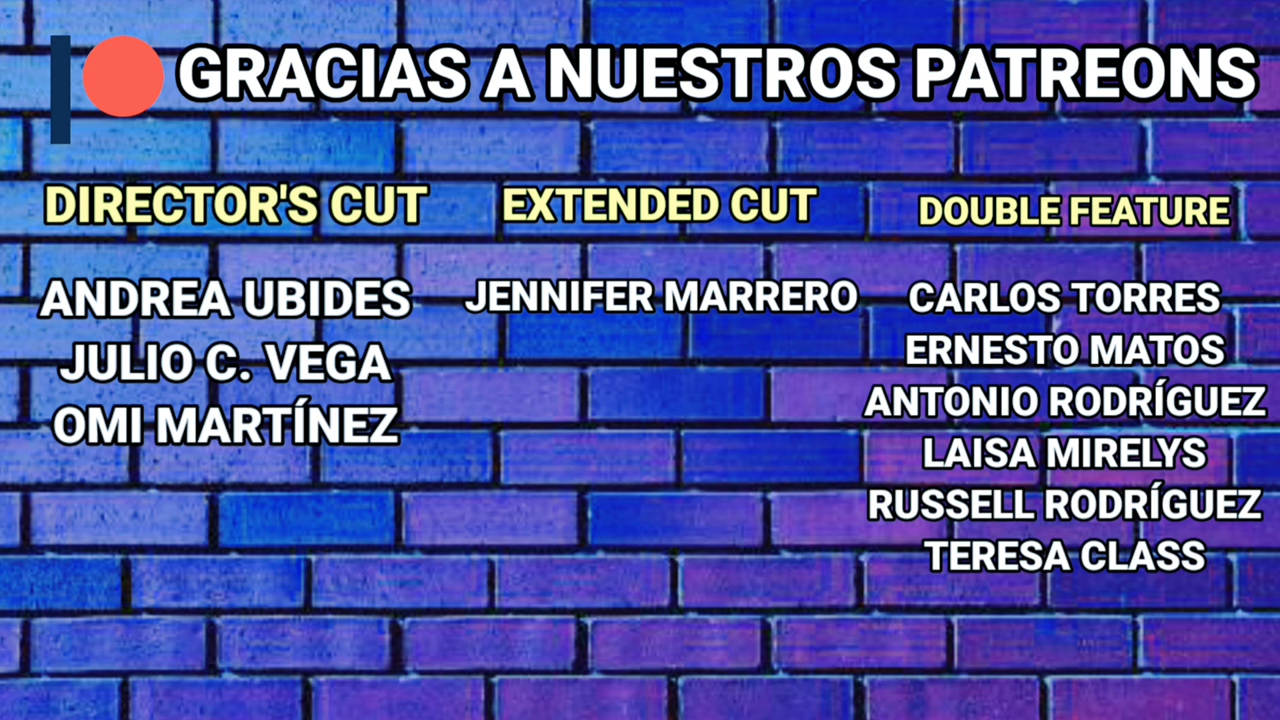 GRACIAS A NUESTROS PATREONS
DIRECTOR'S CUT
ANDREA UBIDES
JULIO C. VEGA
OMI MARTÍNEZ
EXTENDED CUT
JENNIFER MARRERO
DOUBLE FEATURE
CARLOS TORRES
ERNESTO MATOS
ANTONIO RODRÍGUEZ
LAISA MIRELYS
RUSSELL RODRÍGUEZ
TERESA CLASS